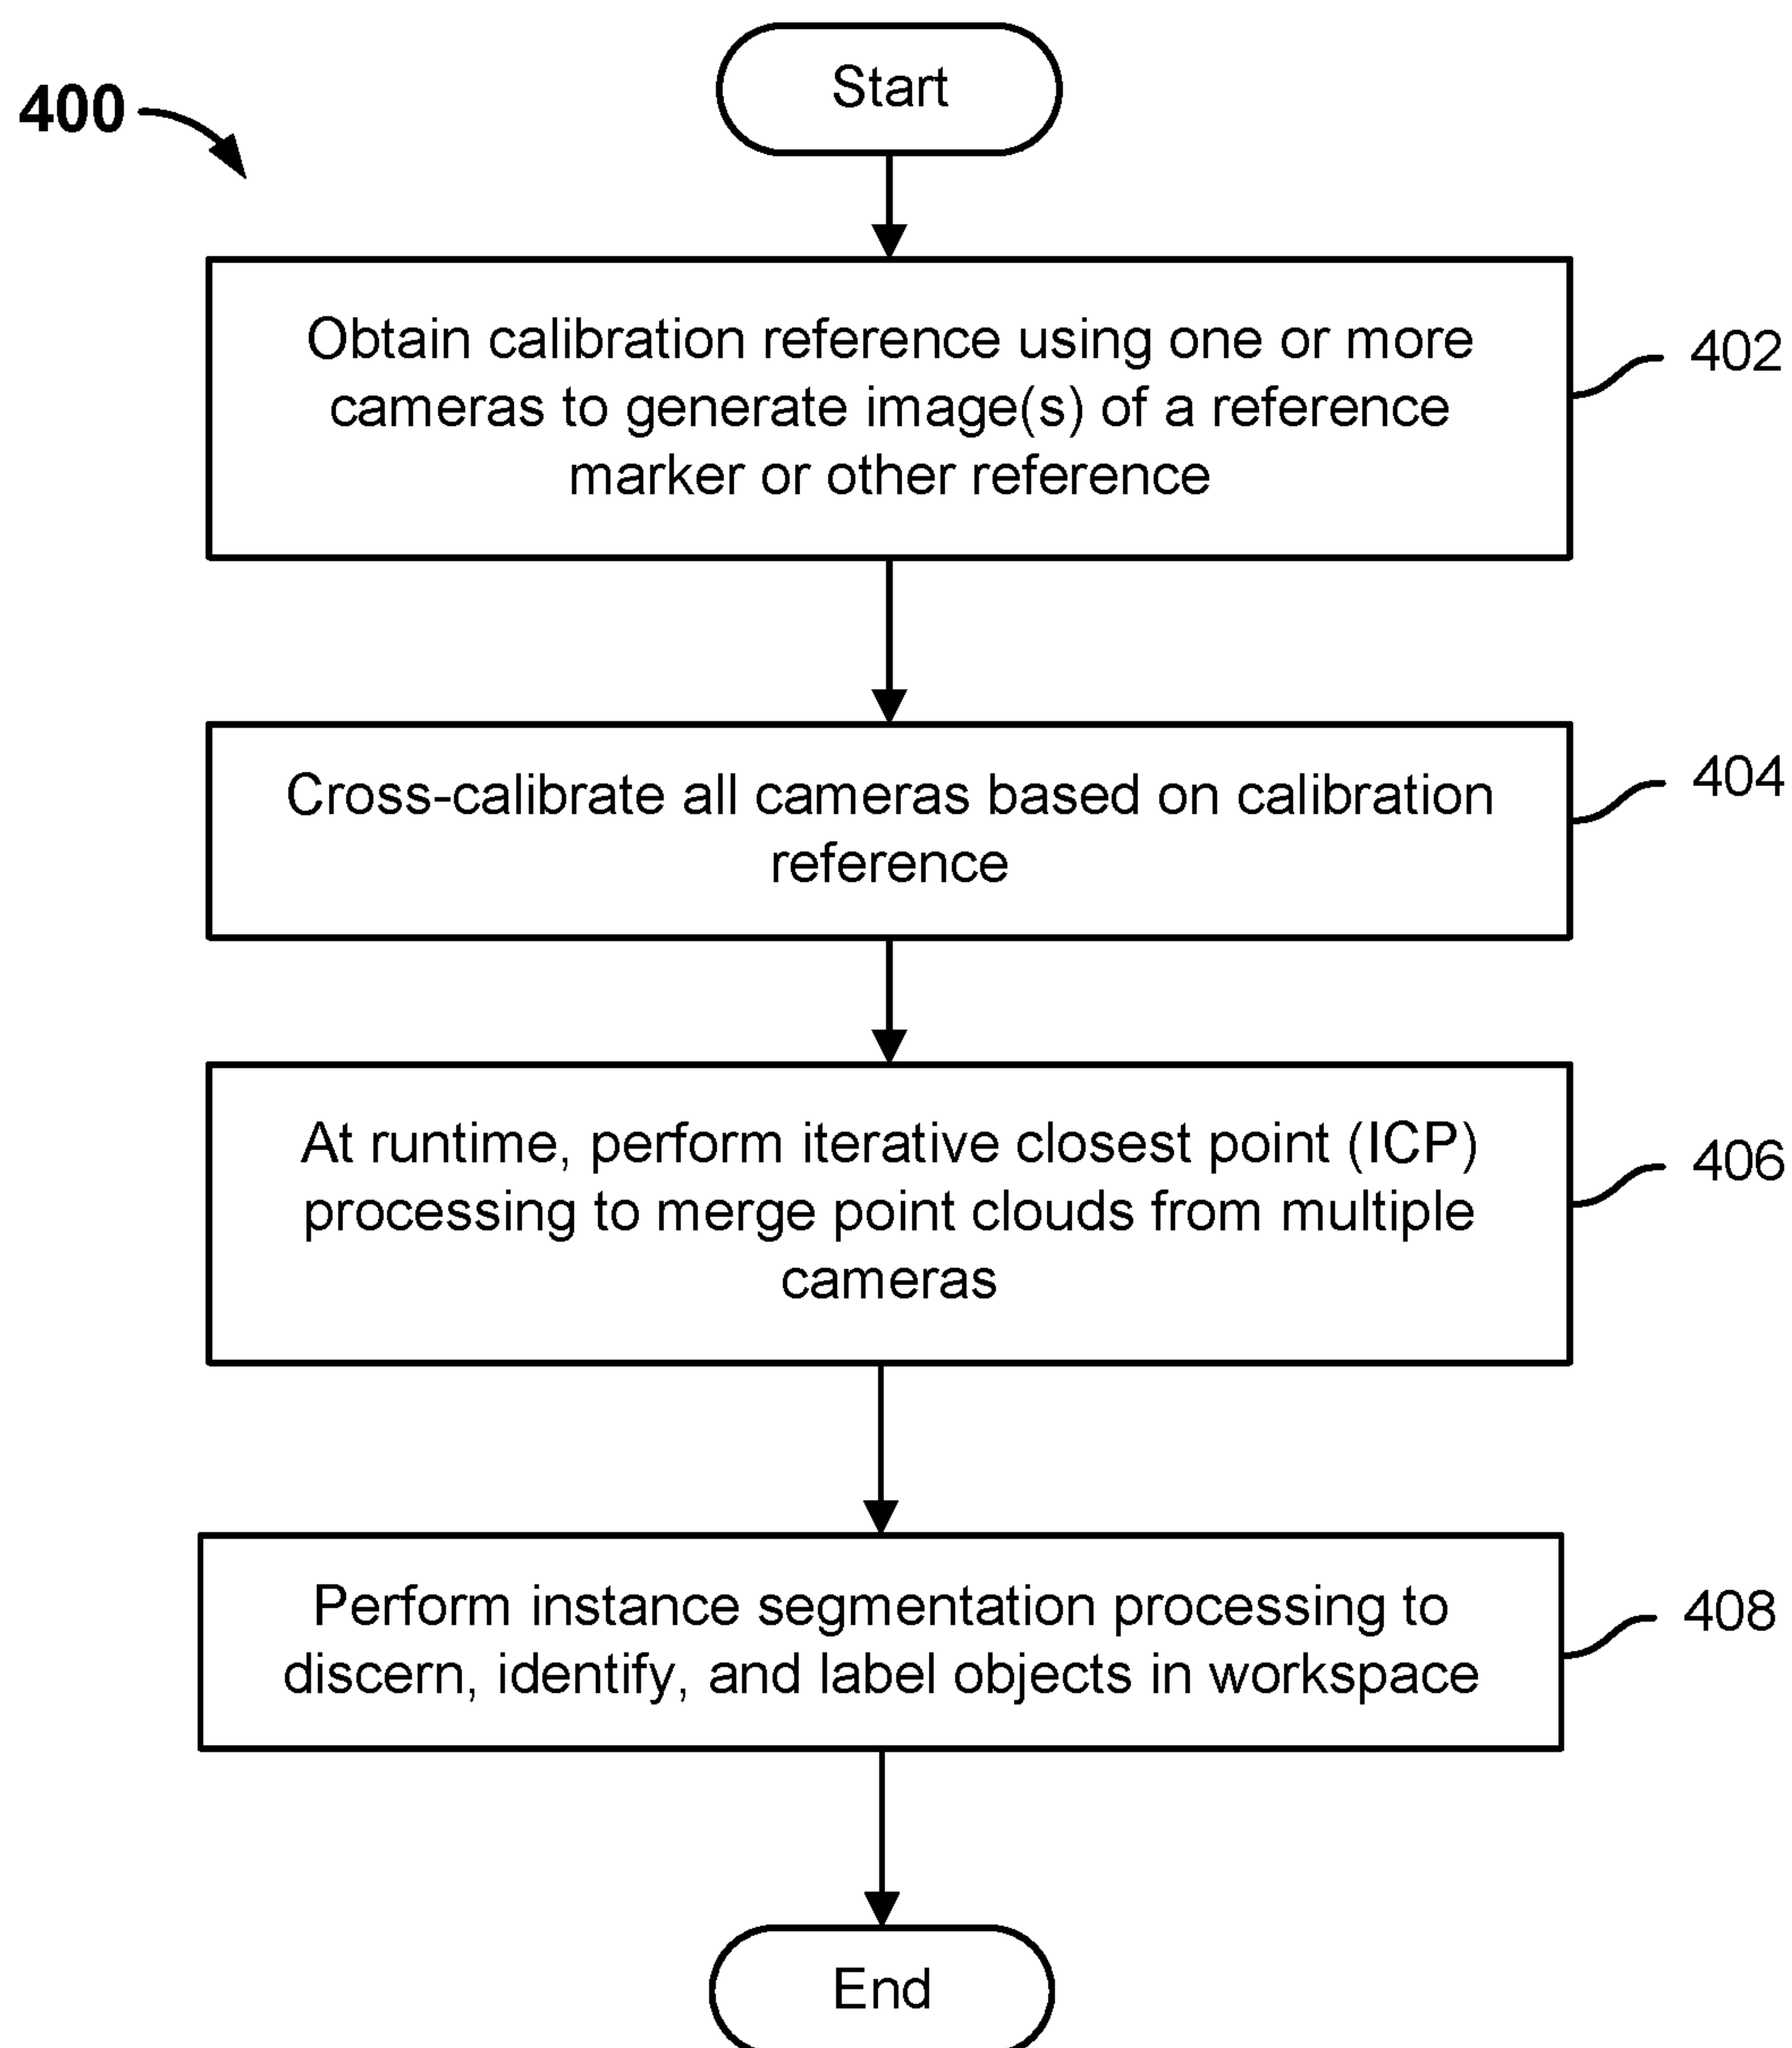 Start
400
Obtain calibration reference using one or more
cameras to generate image(s) of a reference
marker or other reference
402
Cross-calibrate all cameras based on calibration
reference
404
At runtime, perform iterative closest point (ICP)
processing to merge point clouds from multiple
cameras
406
Perform instance segmentation processing to
discern, identify, and label objects in workspace
408
End